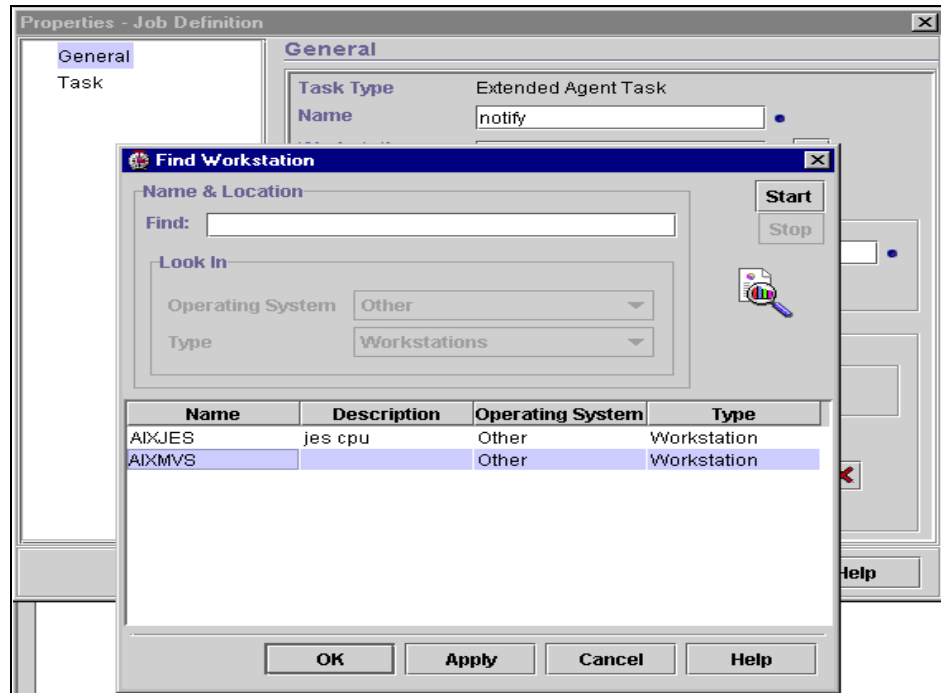 Properties - Job Definition
General
Task
General
Task Type Extended Agent Task
Name notify
Find Workstation
Name & Location
Find:
Start
Stop
Look In
Operating System Other
Type Workstations
Name Description Operating System Type
AIXJES jes cpu Other Workstation
AIXMVS Other Workstation
Help
OK Apply Cancel Help